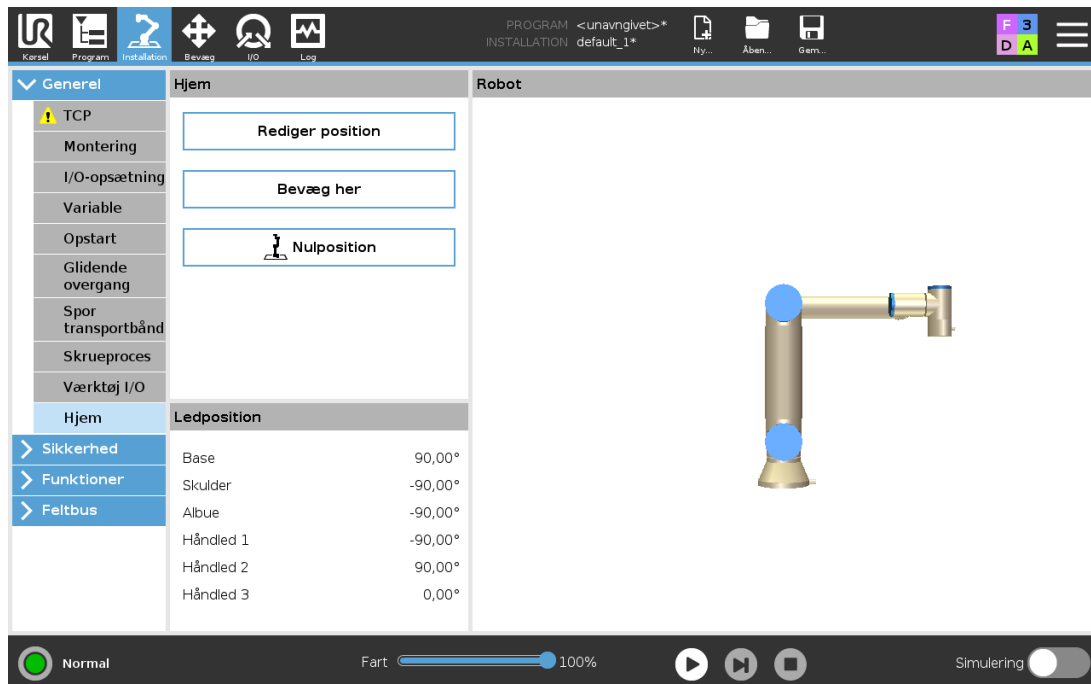 UR
Kørsel
Program
Installation
Bevæg
I/O
Log
PROGRAM <unavngivet>*
INSTALLATION default_1*
Ny...
Åben...
Gem...
F 3
D A
Generel
TCP
Montering
I/O-opsætning
Variable
Opstart
Glidende
overgang
Spor
transportbånd
Skrueproces
Værktøj I/O
Hjem
Sikkerhed
Funktioner
Feltbus
Hjem
Rediger position
Bevæg her
Nulposition
Ledposition
Base 90,00°
Skulder -90,00°
Albue -90,00°
Håndled 1 -90,00°
Håndled 2 90,00°
Håndled 3 0,00°
Robot
Normal
Fart 100%
Simulering